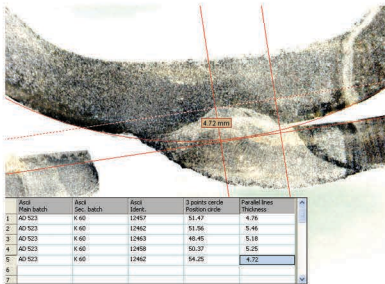 4.72 mm
Ascii Ascii Ascii 3 points cercle Parallel lines
Main batch Sec. batch Ident. Position circle Thickness
1 AD 523 K 60 12457 51.47 4.76
2 AD 523 K 60 12462 51.56 5.46
3 AD 523 K 60 12463 48.45 5.18
4 AD 523 K 60 12458 50.37 5.25
5 AD 523 K 60 12462 54.25 4.72
6
7